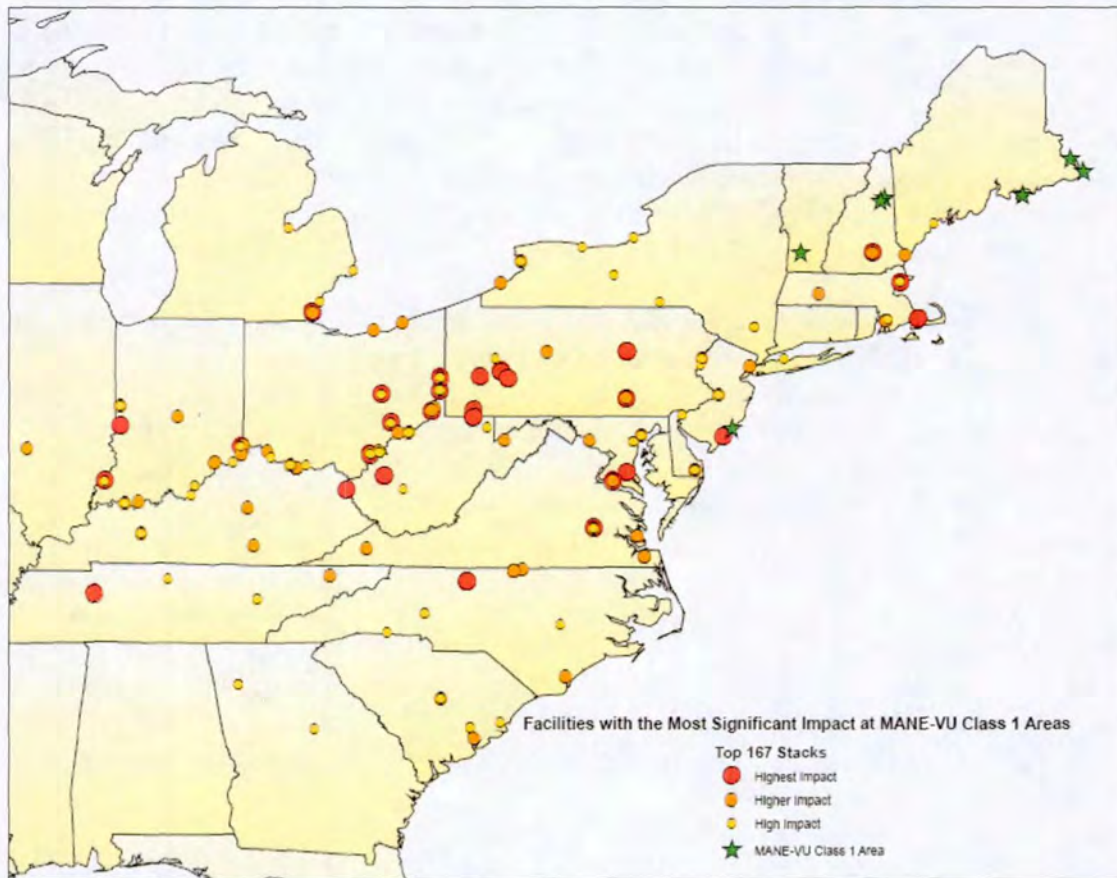 Facilities with the Most Significant Impact at MANE-VU Class 1 Areas
Top 167 Stacks
Highest Impact
Higher Impact
High Impact
MANE-VU Class 1 Area